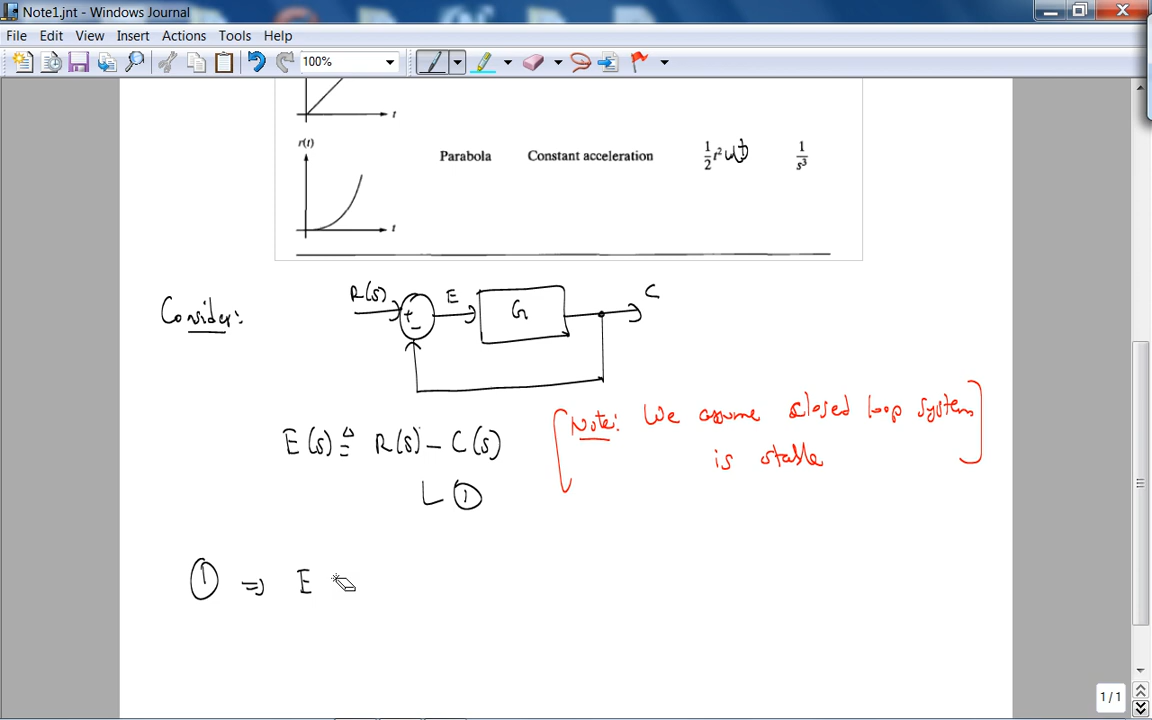 Note1.jnt - Windows Journal
File Edit View Insert Actions Tools Help
100%
t
r(t)
Parabola Constant acceleration 1/2 t² u(t) 1/s³
t
Consider:
R(s) + − E G C
Note: We assume closed loop system
is stable
E(s) ≜ R(s) − C(s)
①
① ⇒ E
1 / 1